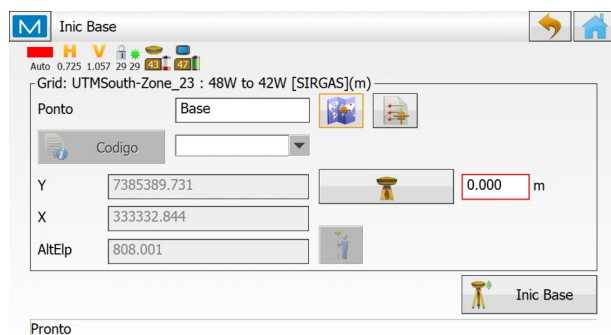 M Inic Base
H V
Auto 0.725 1.057 29 29 43 47
Grid: UTMSouth-Zone_23 : 48W to 42W [SIRGAS](m)
Ponto Base
Codigo
Y 7385389.731 0.000 m
X 333332.844
AltElp 808.001
Inic Base
Pronto